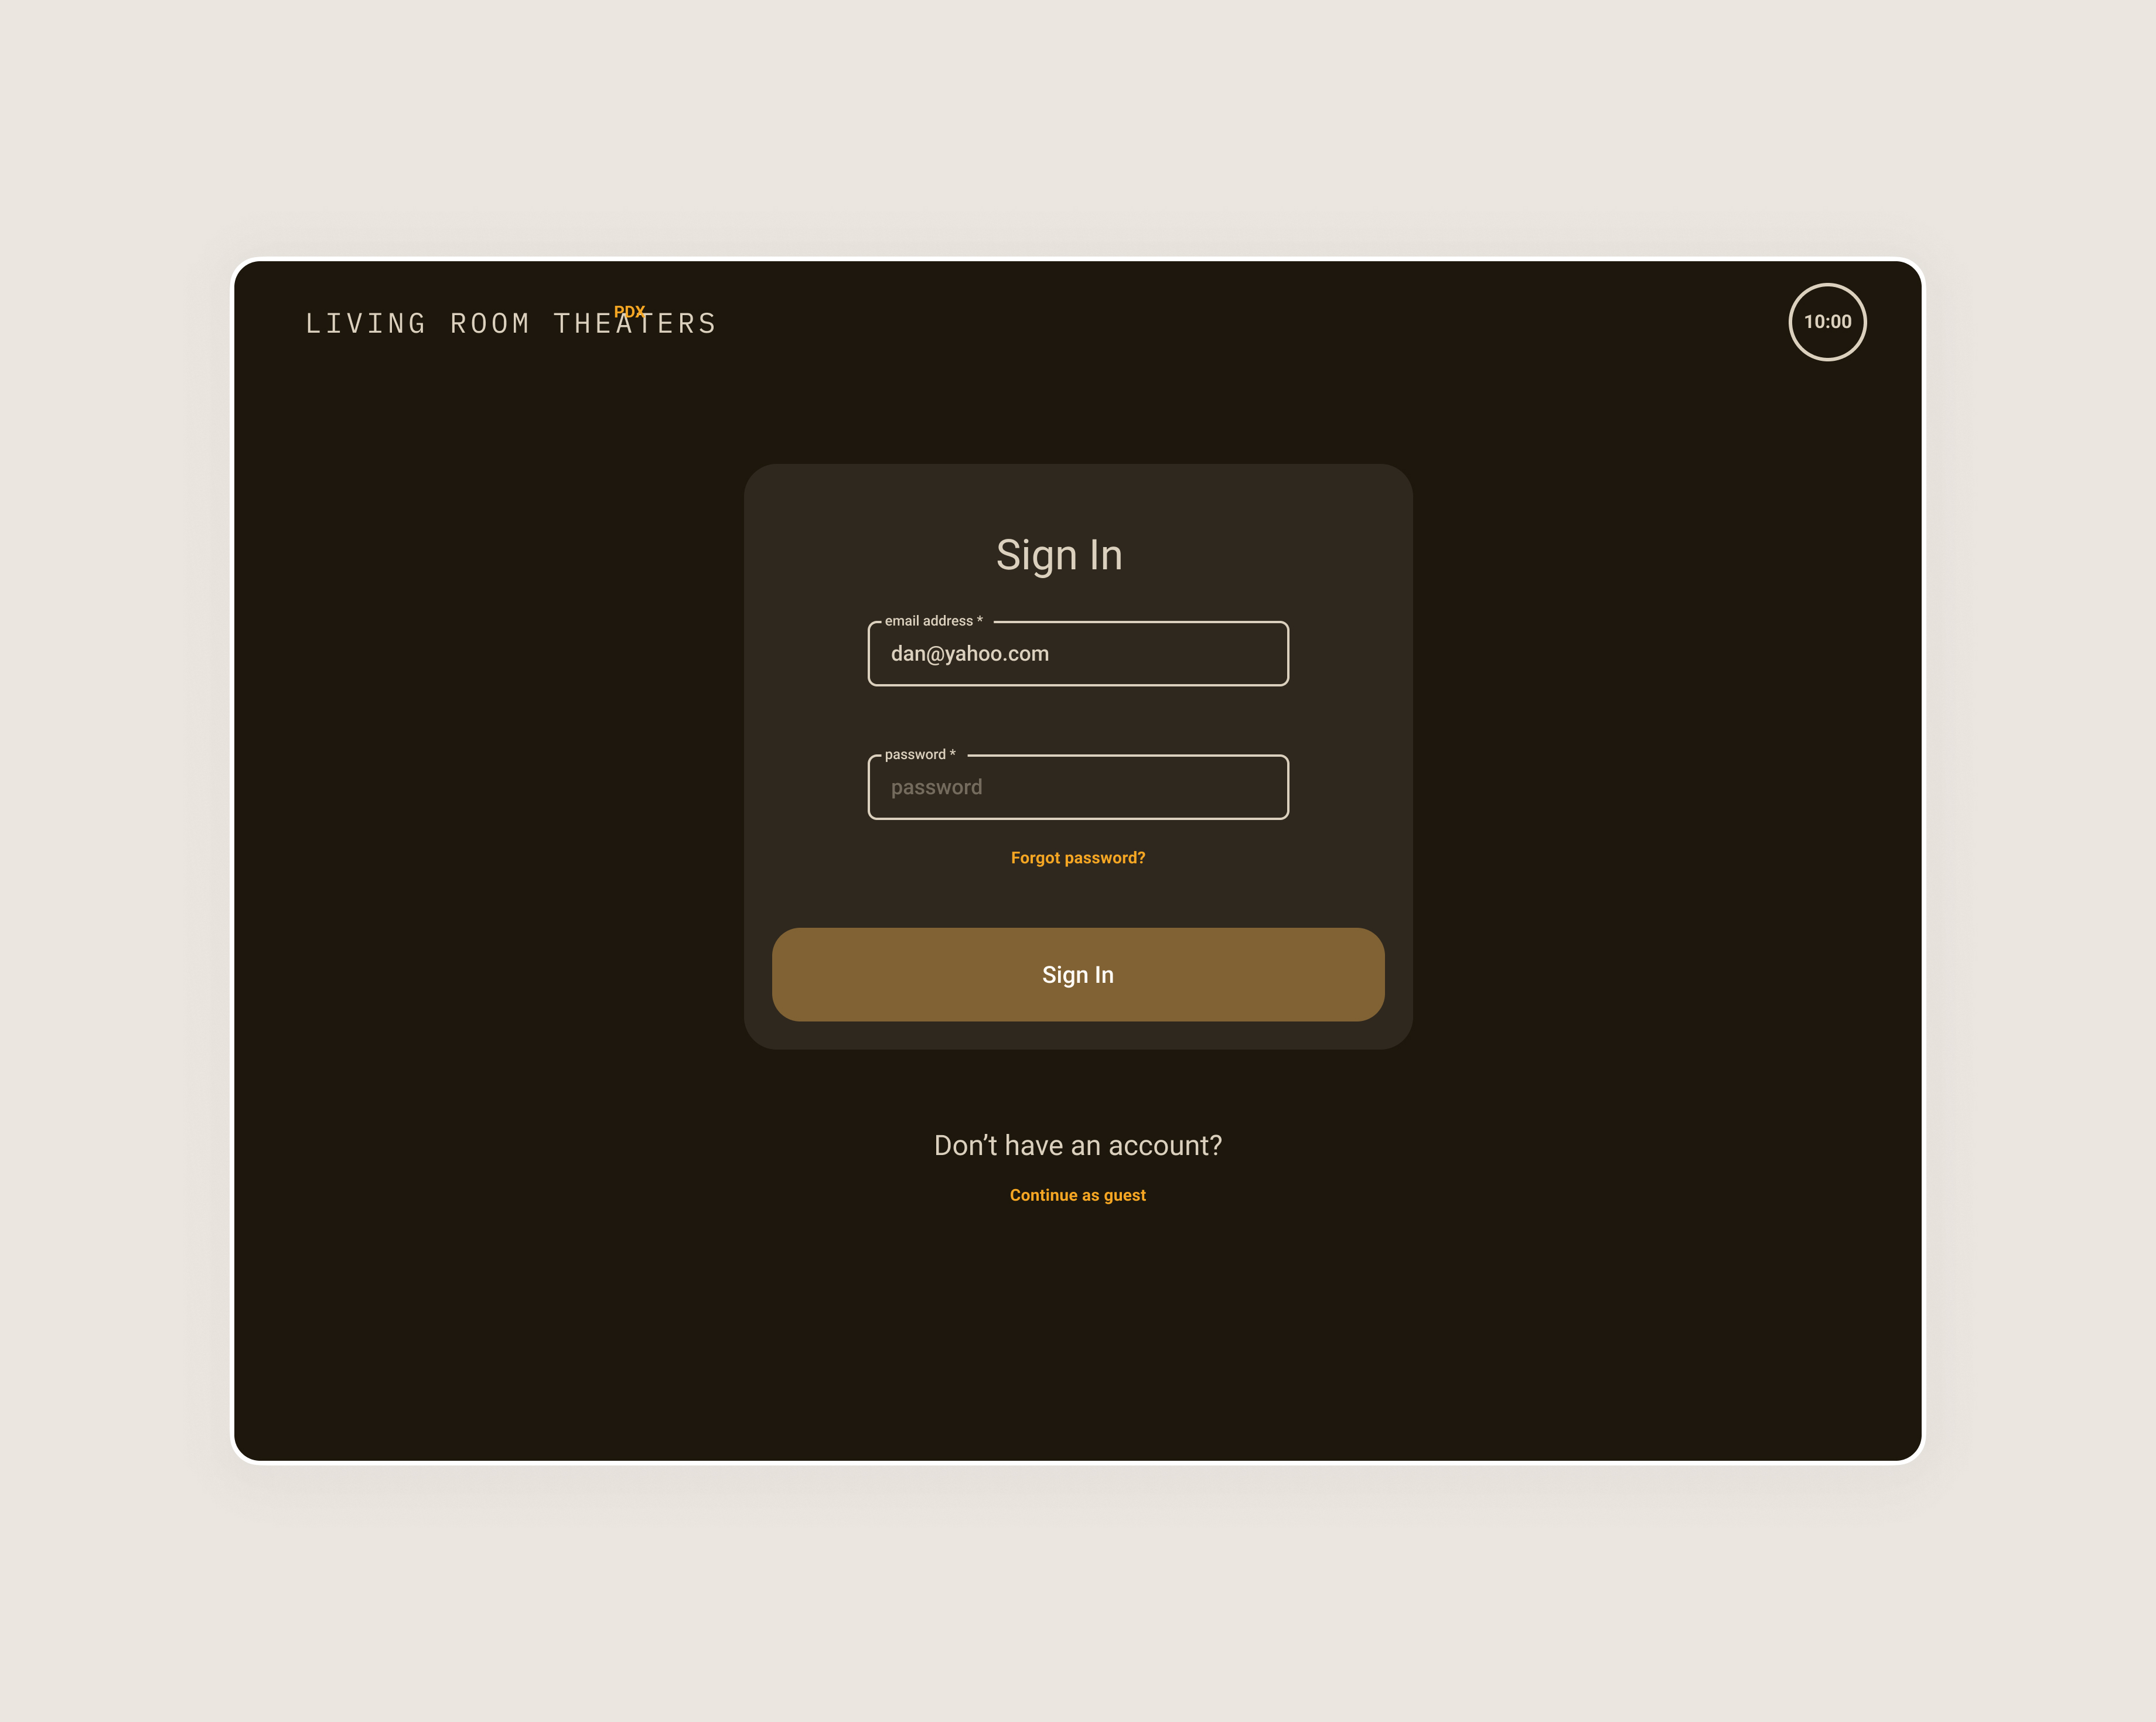 PDX
LIVING ROOM THEATERS
10:00
Sign In
email address *
dan@yahoo.com
password *
password
Forgot password?
Sign In
Don’t have an account?
Continue as guest